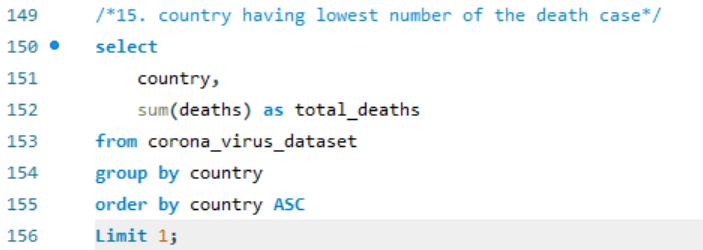 149 /*15. country having lowest number of the death case*/
150 select
151 country,
152 sum(deaths) as total_deaths
153 from corona_virus_dataset
154 group by country
155 order by country ASC
156 Limit 1;